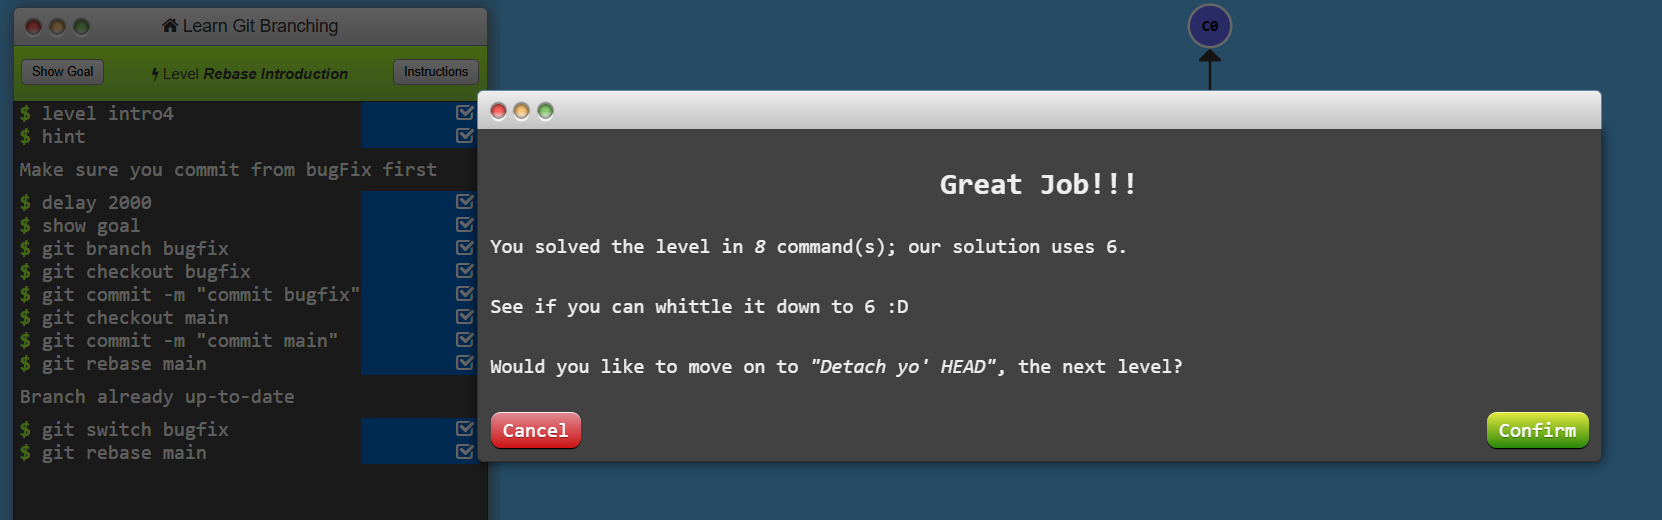 Learn Git Branching
Show Goal
Level Rebase Introduction
Instructions
$ level intro4
$ hint
Make sure you commit from bugFix first
$ delay 2000
$ show goal
$ git branch bugfix
$ git checkout bugfix
$ git commit -m "commit bugfix"
$ git checkout main
$ git commit -m "commit main"
$ git rebase main
Branch already up-to-date
$ git switch bugfix
$ git rebase main
C0
Great Job!!!
You solved the level in 8 command(s); our solution uses 6.
See if you can whittle it down to 6 :D
Would you like to move on to "Detach yo' HEAD", the next level?
Cancel
Confirm